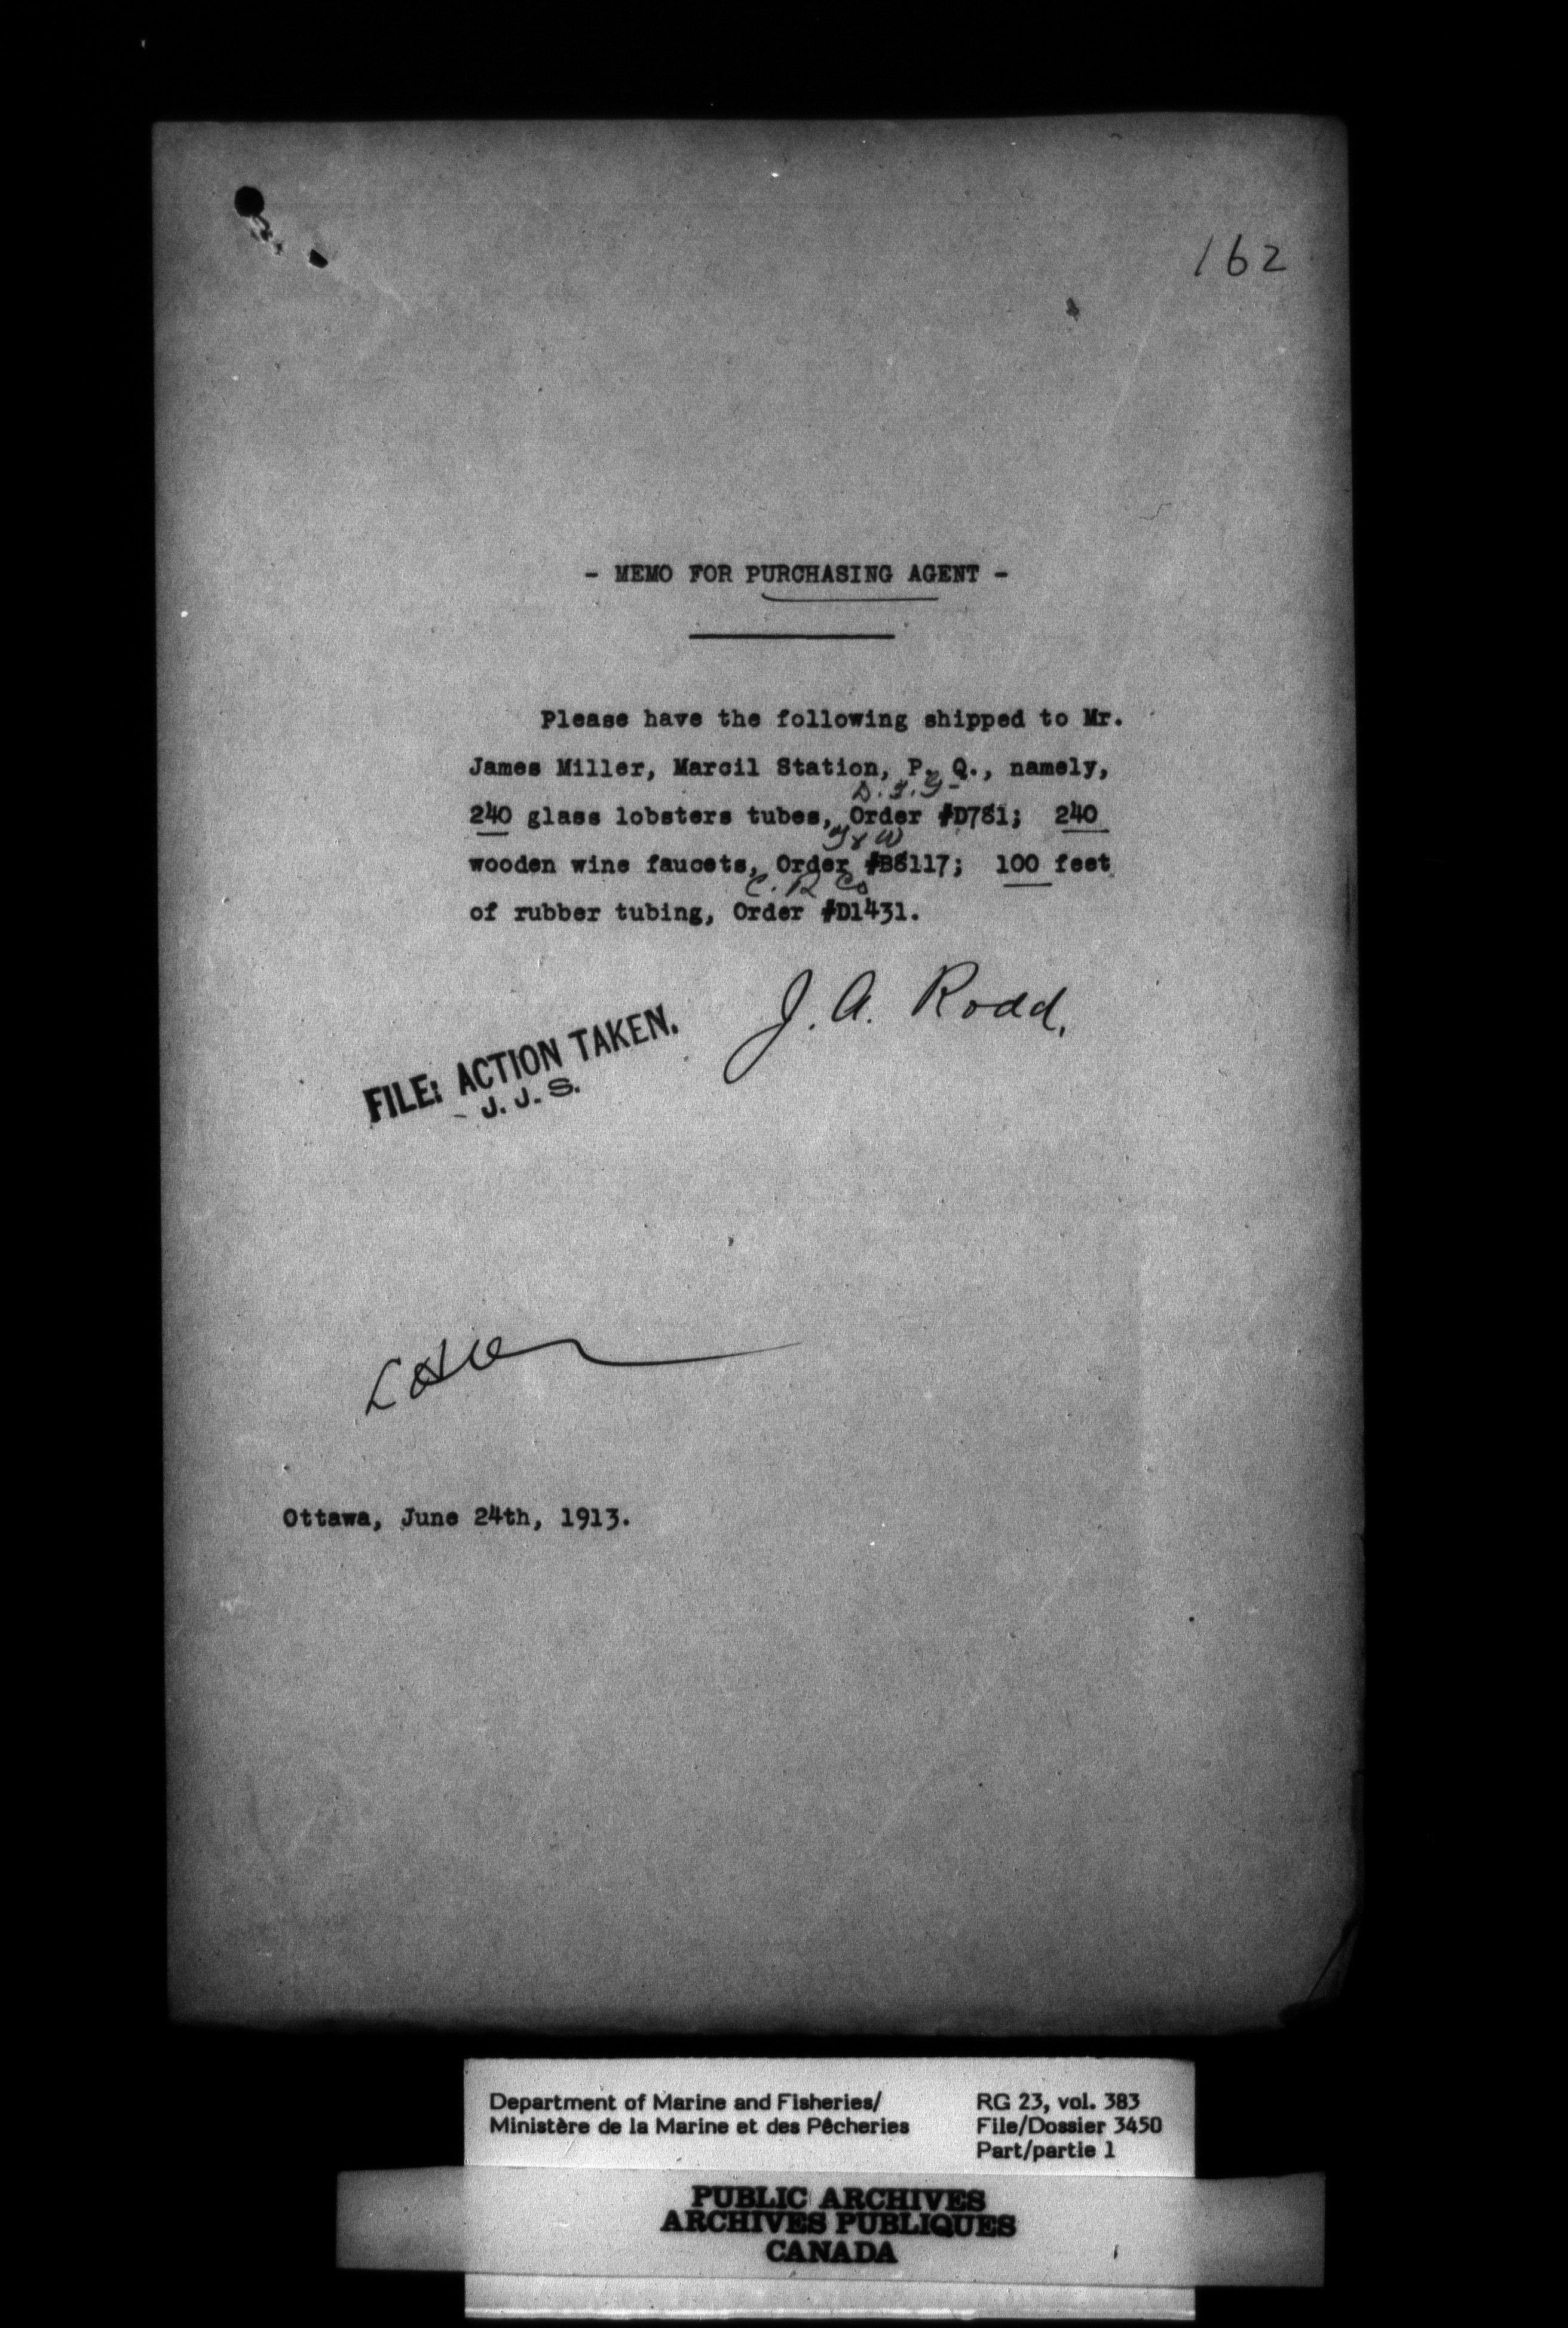 162
- MEMO FOR PURCHASING AGENT -
Please have the following shipped to Mr.
James Miller, Marcil Station, P. Q., namely,
240 glass lobsters tubes, Order #D781; 240
wooden wine faucets, Order #B8117; 100 feet
C. R Co
of rubber tubing, Order #D1431.
J. A. Rodd.
FILE: ACTION TAKEN.
J. J. S.
Ottawa, June 24th, 1913.
Department of Marine and Fisheries/
Ministère de la Marine et des Pêcheries
RG 23, vol. 383
File/Dossier 3450
Part/partie 1
PUBLIC ARCHIVES
ARCHIVES PUBLIQUES
CANADA